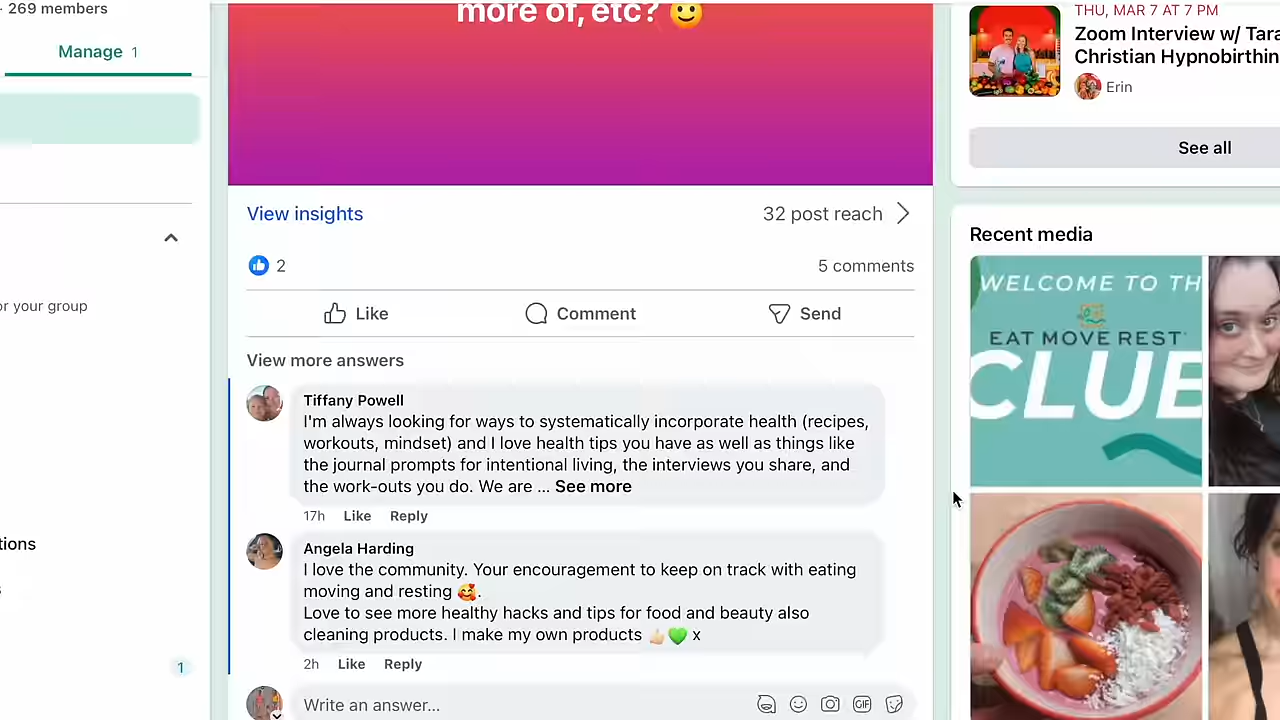 · 269 members
Manage 1
or your group
tions
1
more of, etc? 🙂
View insights
32 post reach
2
5 comments
Like
Comment
Send
View more answers
Tiffany Powell
I'm always looking for ways to systematically incorporate health (recipes,
workouts, mindset) and I love health tips you have as well as things like
the journal prompts for intentional living, the interviews you share, and
the work-outs you do. We are ... See more
17h Like Reply
Angela Harding
I love the community. Your encouragement to keep on track with eating
moving and resting 🥰.
Love to see more healthy hacks and tips for food and beauty also
cleaning products. I make my own products 👍🏻💚 x
2h Like Reply
Write an answer...
GIF
THU, MAR 7 AT 7 PM
Zoom Interview w/ Tara
Christian Hypnobirthin
Erin
See all
Recent media
WELCOME TO TH
EAT MOVE REST
CLUB